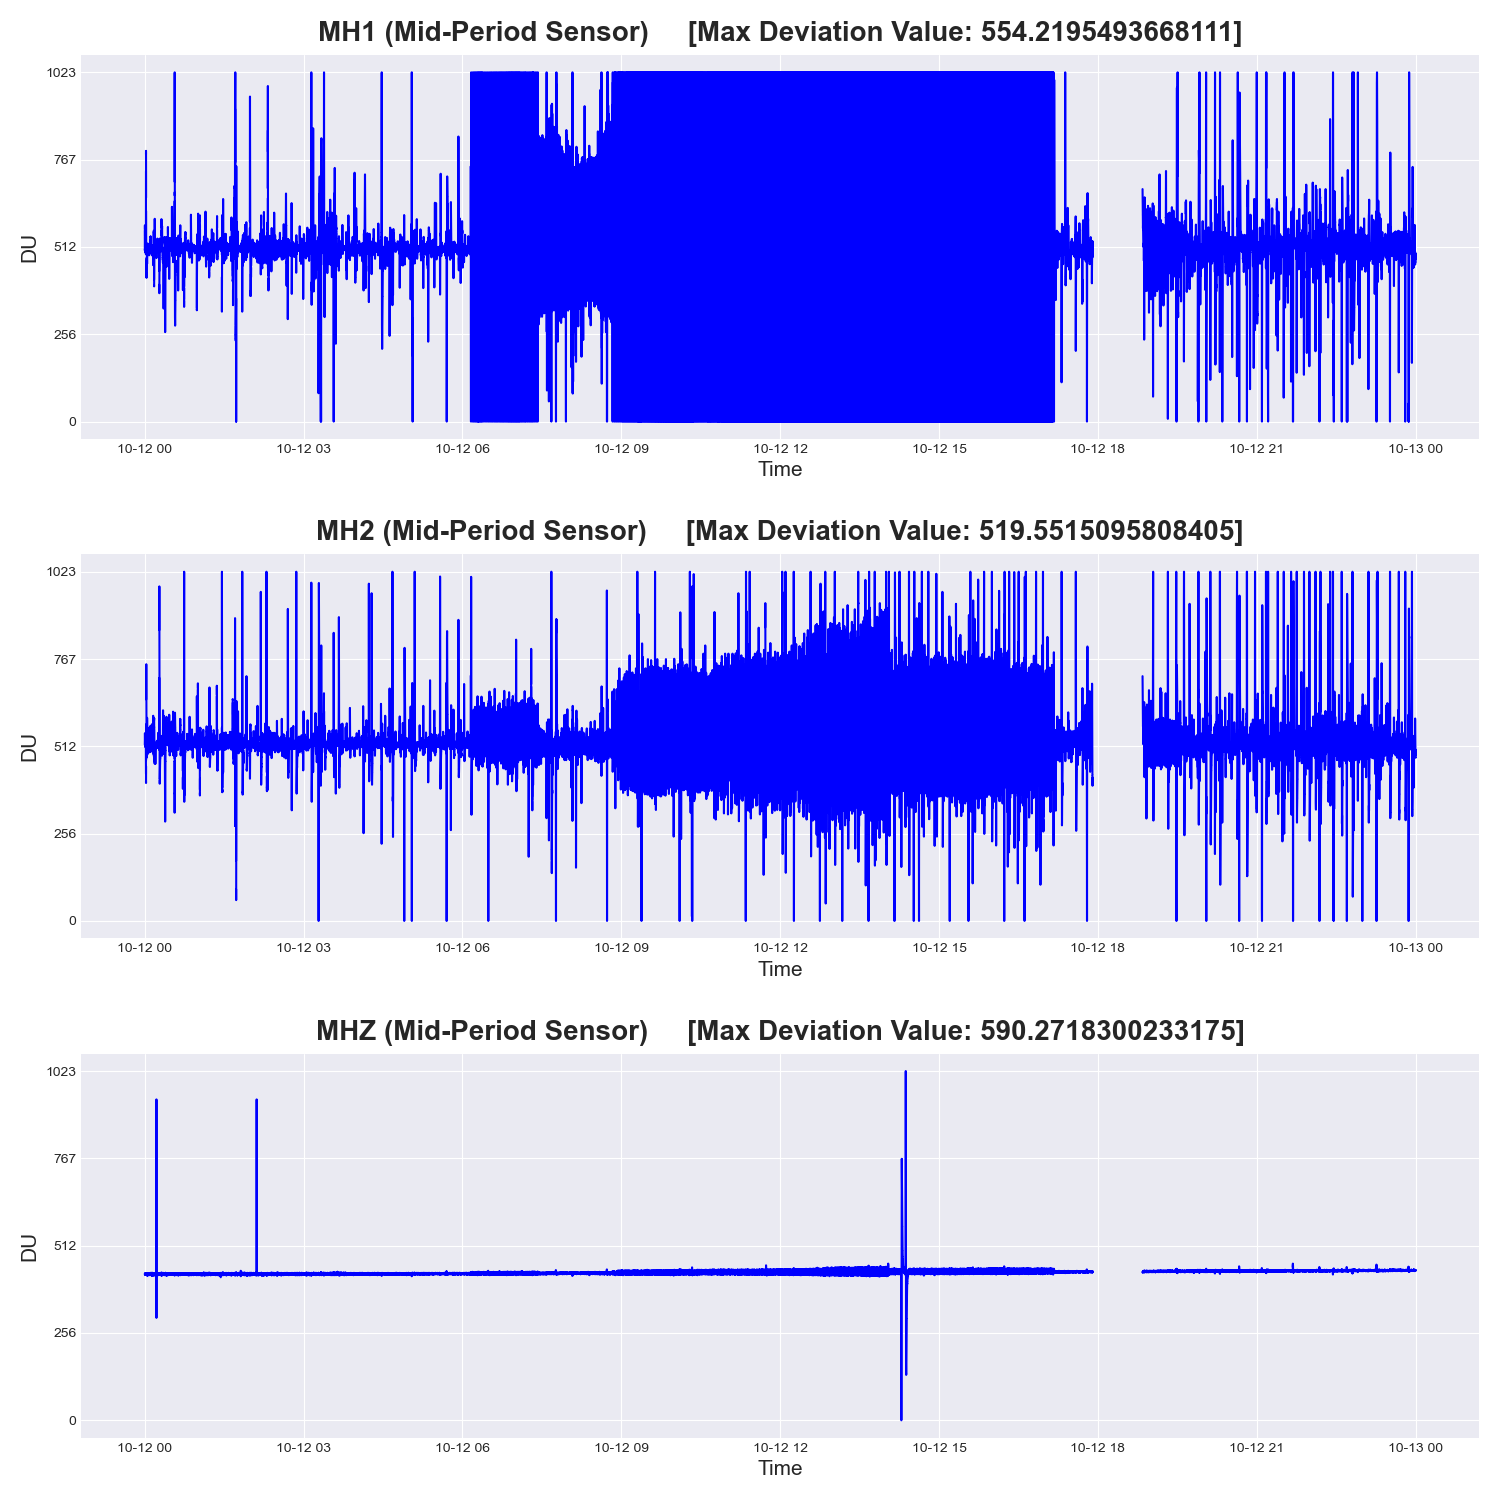 MH1 (Mid-Period Sensor)     [Max Deviation Value: 554.2195493668111]
1023
767
512
256
0
DU
10-12 00 10-12 03 10-12 06 10-12 09 10-12 12 10-12 15 10-12 18 10-12 21 10-13 00
Time
MH2 (Mid-Period Sensor)     [Max Deviation Value: 519.5515095808405]
1023
767
512
256
0
DU
10-12 00 10-12 03 10-12 06 10-12 09 10-12 12 10-12 15 10-12 18 10-12 21 10-13 00
Time
MHZ (Mid-Period Sensor)     [Max Deviation Value: 590.2718300233175]
1023
767
512
256
0
DU
10-12 00 10-12 03 10-12 06 10-12 09 10-12 12 10-12 15 10-12 18 10-12 21 10-13 00
Time